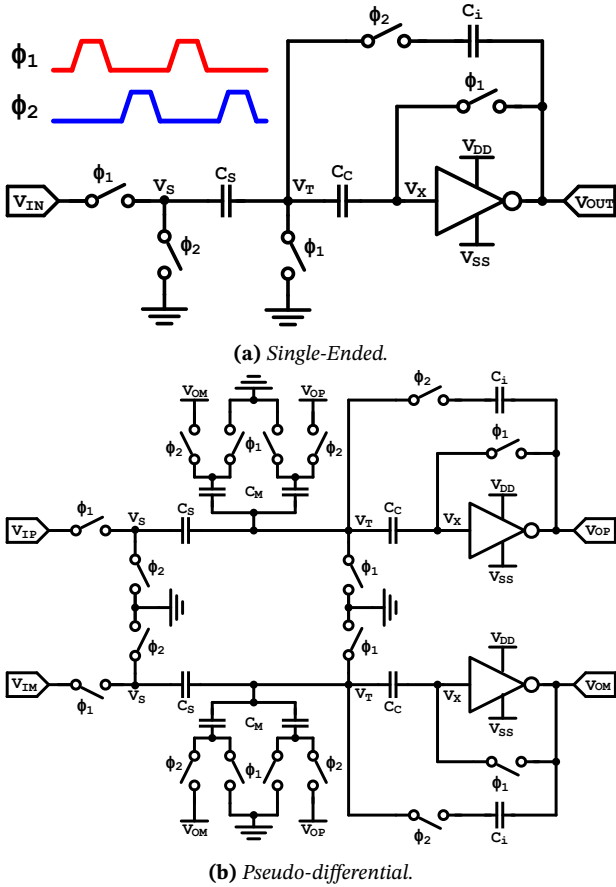 ϕ2 Ci
ϕ1
ϕ1
ϕ2
VDD
ϕ1 VS CS VT CC VX
VIN VOUT
ϕ2 ϕ1
VSS
(a) Single-Ended.
VOM VOP
ϕ2 Ci
ϕ2 ϕ1 ϕ2
ϕ1
CM
VDD
ϕ1 VS CS VT CC VX
VIP VOP
VSS
ϕ2 ϕ1
ϕ2 ϕ1
VDD
VIM VOM
ϕ1 VS CS VT CC VX
CM
VSS
ϕ2 ϕ1 ϕ2
ϕ1
VOM VOP
ϕ2 Ci
(b) Pseudo-differential.